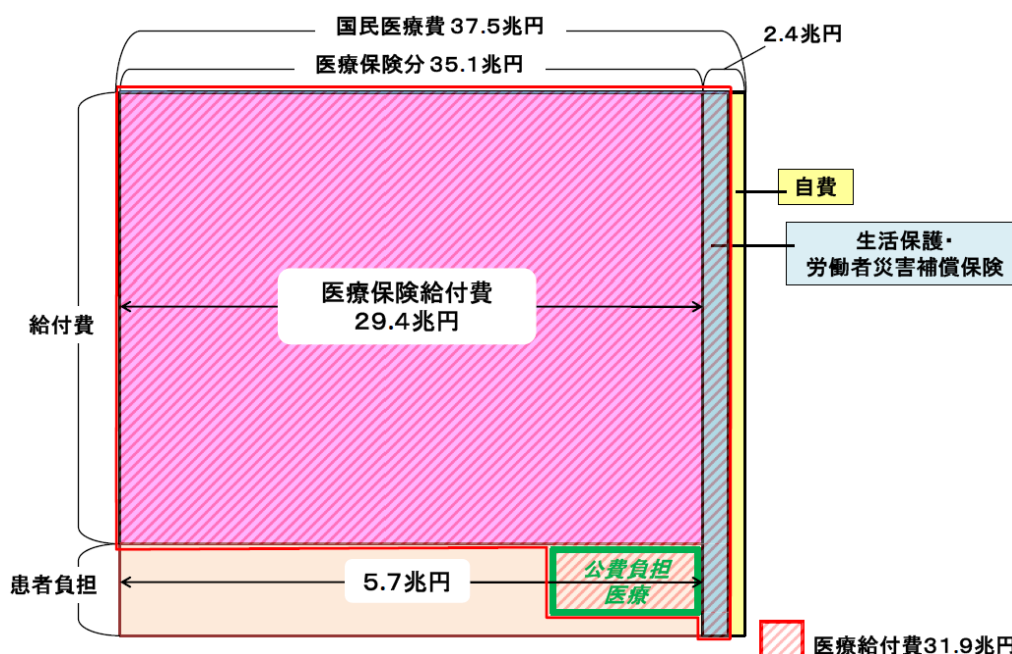 国民医療費 37.5兆円
2.4兆円
医療保険分 35.1兆円
自費
生活保護・
労働者災害補償保険
医療保険給付費
29.4兆円
給付費
公費負担
医療
患者負担
5.7兆円
医療給付費31.9兆円